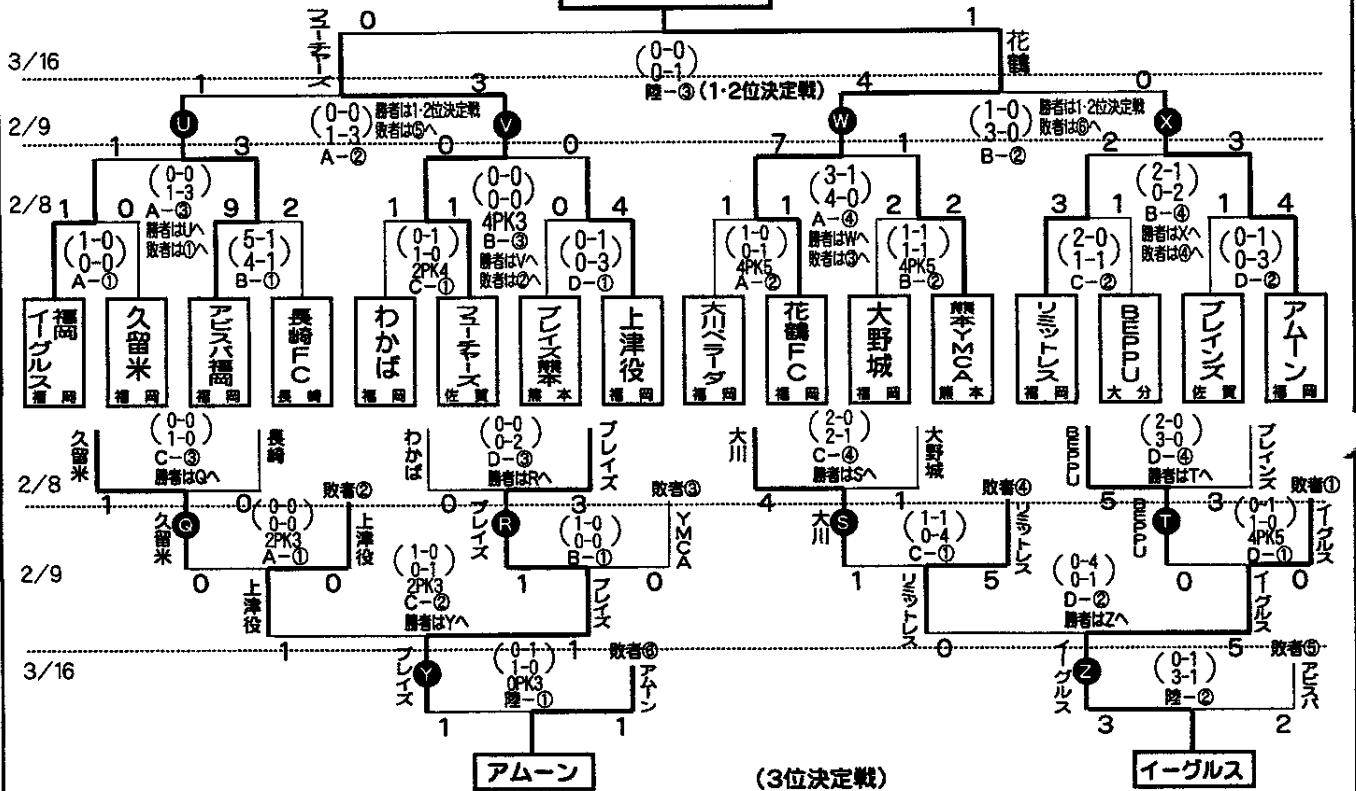 フューチャーズ 0 1 花鶴
3/16
(0-0
0-1)
陸-③(1・2位決定戦)
1 3 4 0
2/9
U V W X
(0-0
1-3)
勝者は1・2位決定戦
敗者は⑤へ
A-②
(1-0
3-0)
勝者は1・2位決定戦
敗者は⑥へ
B-②
1 3 0 0 7 1 2 3
2/8
(0-0
1-3)
A-③
勝者はUへ
敗者は①へ
(0-0
0-0)
4PK3
B-③
勝者はVへ
敗者は②へ
(3-1
4-0)
A-④
勝者はWへ
敗者は③へ
(2-1
0-2)
B-④
勝者はXへ
敗者は④へ
1 0 9 2 1 1 0 4 1 1 2 2 3 1 1 4
(1-0
0-0)
A-①
(5-1
4-1)
B-①
(0-1
1-0)
2PK4
C-①
(0-1
0-3)
D-①
(1-0
0-1)
4PK5
A-②
(1-1
1-1)
4PK5
B-②
(2-0
1-1)
C-②
(0-1
0-3)
D-②
福岡イーグルス 福岡
久留米 福岡
アビスパ福岡 福岡
長崎FC 長崎
わかば 福岡
フューチャーズ 佐賀
ブレイズ熊本 熊本
上津役 福岡
大川ベラーダ 福岡
花鶴FC 福岡
大野城 福岡
熊本YMCA 熊本
リミットレス 福岡
BEPPU 大分
ブレインズ 佐賀
アムーン 福岡
久留米
(0-0
1-0)
C-③
勝者はQへ
長崎
わかば
(0-0
0-2)
D-③
勝者はRへ
ブレイズ
大川
(2-0
2-1)
C-④
勝者はSへ
大野城
BEPPU
(2-0
3-0)
D-④
勝者はTへ
ブレインズ
2/8
1 0 0 3 4 1 5 3
敗者② 敗者③ 敗者④ 敗者①
久留米 Q
(0-0
0-0)
2PK3
A-①
上津役
ブレイズ R
(1-0
0-0)
B-①
YMCA
大川 S
(1-1
0-4)
C-①
リミットレス
BEPPU T
(0-1
1-0)
4PK5
D-①
イーグルス
2/9
0 0 1 0 1 5 0 0
上津役
(1-0
0-1)
2PK3
C-②
勝者はYへ
ブレイズ
リミットレス
(0-4
0-1)
D-②
勝者はZへ
イーグルス
1 1 0 5
3/16
敗者⑥ 敗者⑤
ブレイズ Y
(0-1
1-0)
0PK3
陸-①
アムーン
イーグルス Z
(0-1
3-1)
陸-②
アビスパ
1 1 3 2
アムーン
(3位決定戦)
イーグルス